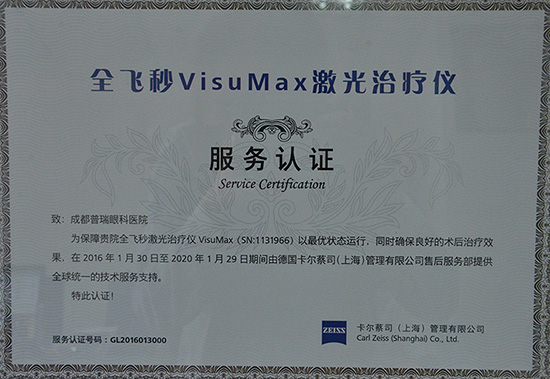 全飞秒VisuMax激光治疗仪
服务认证
Service Certification
致：成都普瑞眼科医院
为保障贵院全飞秒激光治疗仪 VisuMax（SN:1131966）以最优状态运行，同时确保良好的术后治疗效
果，在 2016 年 1 月 30 日至 2020 年 1 月 29 日期间由德国卡尔蔡司(上海)管理有限公司售后服务部提供
全球统一的技术服务支持。
特此认证！
ZEISS
卡尔蔡司（上海）管理有限公司
Carl Zeiss (Shanghai) Co., Ltd.
服务认证号码：GL2016013000